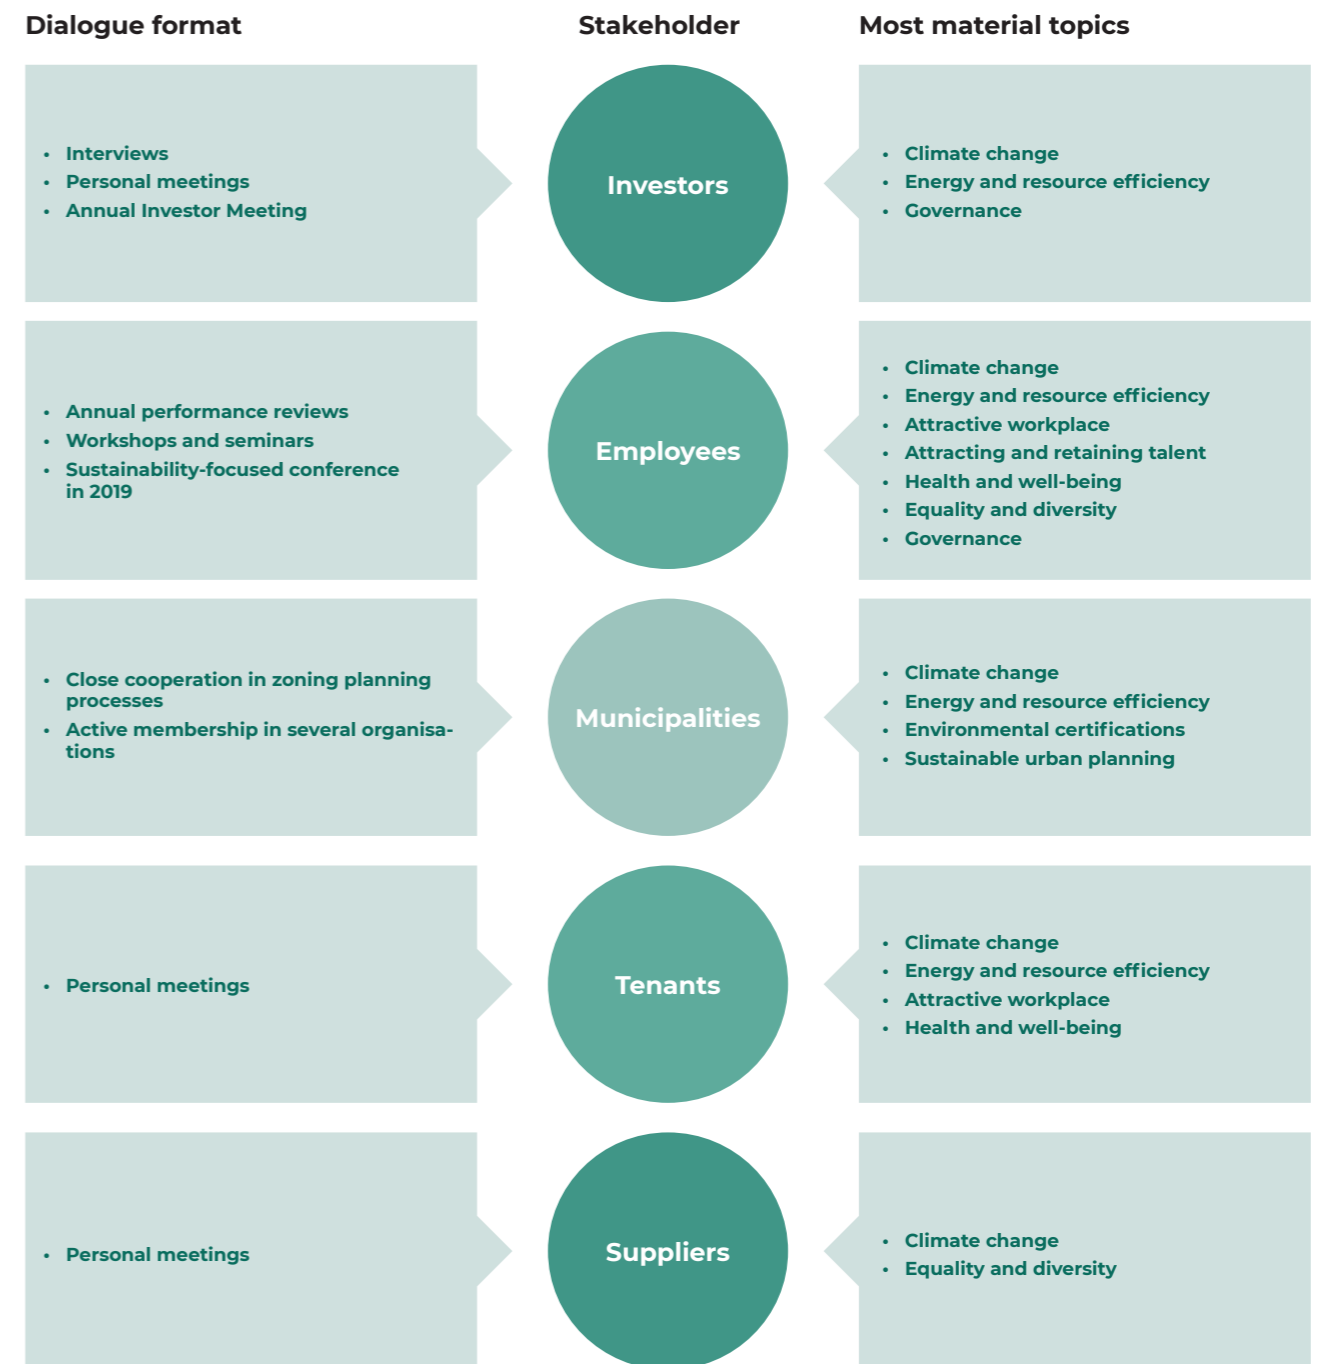 Dialogue format
Stakeholder
Most material topics
• Interviews
• Personal meetings
• Annual Investor Meeting
Investors
• Climate change
• Energy and resource efficiency
• Governance
• Annual performance reviews
• Workshops and seminars
• Sustainability-focused conference
in 2019
Employees
• Climate change
• Energy and resource efficiency
• Attractive workplace
• Attracting and retaining talent
• Health and well-being
• Equality and diversity
• Governance
• Close cooperation in zoning planning
processes
• Active membership in several organisa-
tions
Municipalities
• Climate change
• Energy and resource efficiency
• Environmental certifications
• Sustainable urban planning
• Personal meetings
Tenants
• Climate change
• Energy and resource efficiency
• Attractive workplace
• Health and well-being
• Personal meetings
Suppliers
• Climate change
• Equality and diversity